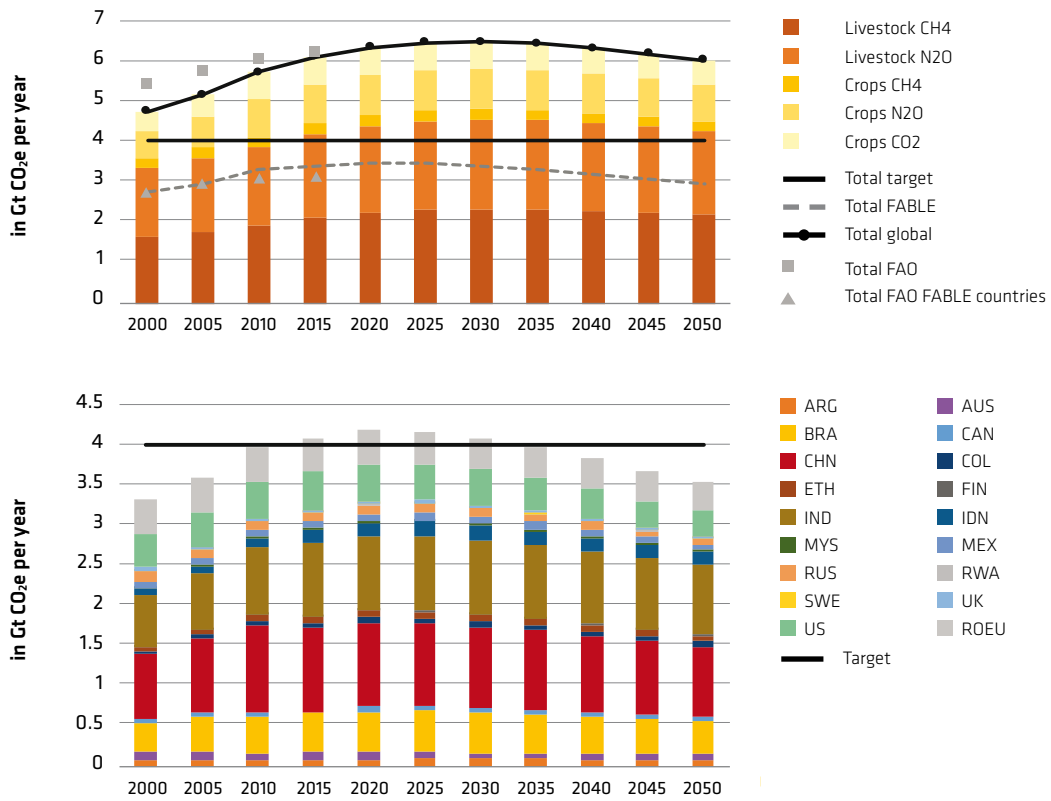 in Gt CO₂e per year
7
6
5
4
3
2
1
0
2000 2005 2010 2015 2020 2025 2030 2035 2040 2045 2050
Livestock CH4
Livestock N2O
Crops CH4
Crops N2O
Crops CO2
Total target
Total FABLE
Total global
Total FAO
Total FAO FABLE countries
in Gt CO₂e per year
4.5
4
3.5
3
2.5
2
1.5
1
0.5
0
2000 2005 2010 2015 2020 2025 2030 2035 2040 2045 2050
ARG AUS
BRA CAN
CHN COL
ETH FIN
IND IDN
MYS MEX
RUS RWA
SWE UK
US ROEU
Target